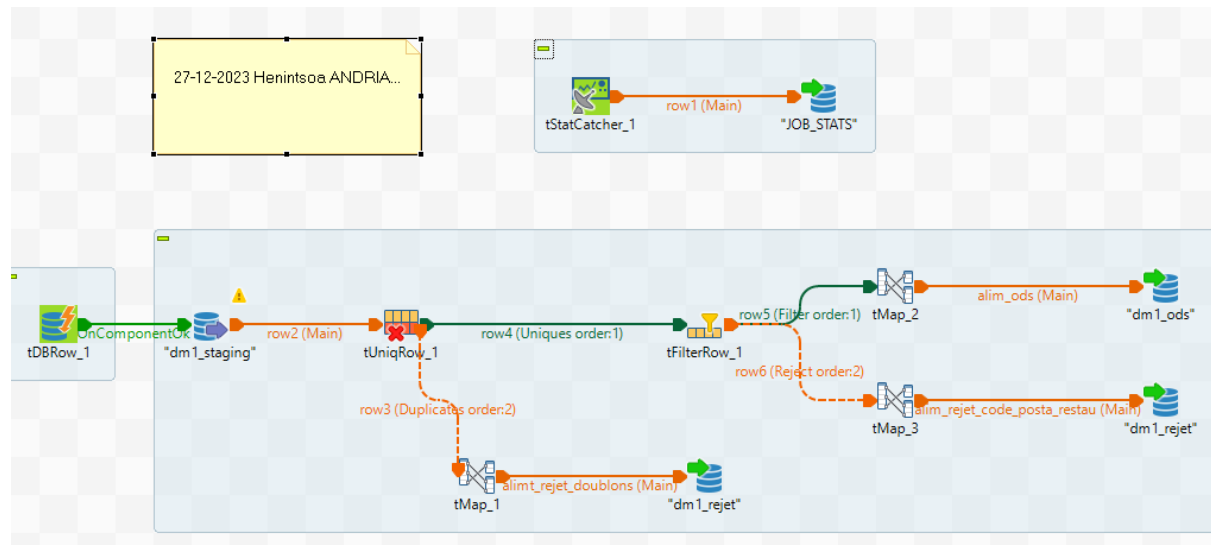 27-12-2023 Henintsoa ANDRIA...
row1 (Main)
tStatCatcher_1
"JOB_STATS"
alim_ods (Main)
row5 (Filter order:1)
tMap_2
"dm1_ods"
OnComponentOk
row2 (Main)
row4 (Uniques order:1)
tDBRow_1
"dm1_staging"
tUniqRow_1
tFilterRow_1
row6 (Reject order:2)
row3 (Duplicates order:2)
alim_rejet_code_posta_restau (Main)
tMap_3
"dm1_rejet"
alimt_rejet_doublons (Main)
tMap_1
"dm1_rejet"